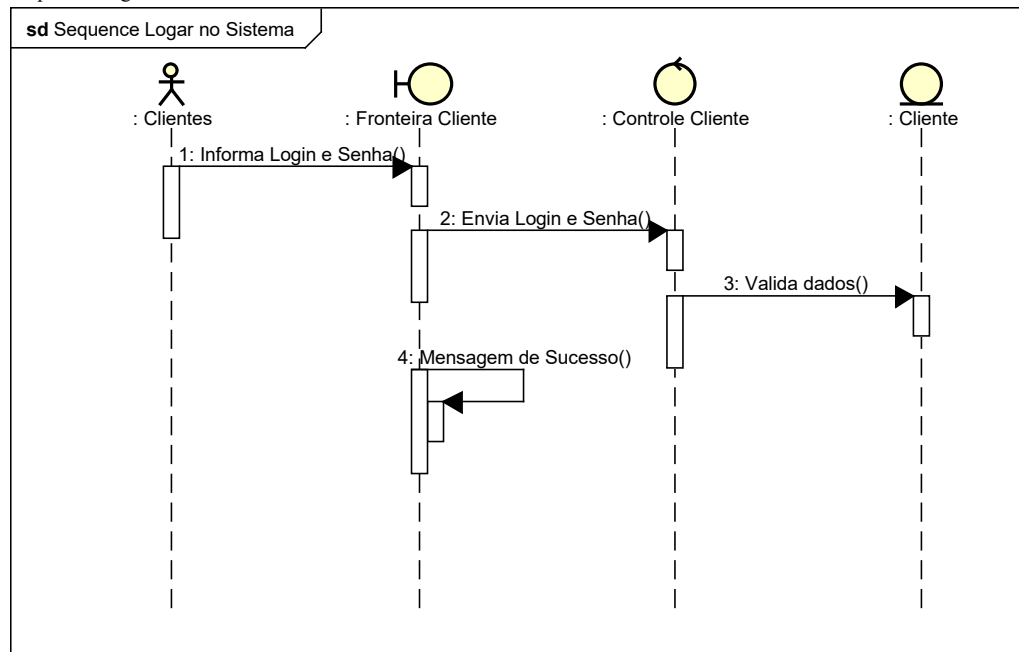 sd Sequence Logar no Sistema
: Clientes
: Fronteira Cliente
: Controle Cliente
: Cliente
1: Informa Login e Senha()
2: Envia Login e Senha()
3: Valida dados()
4: Mensagem de Sucesso()